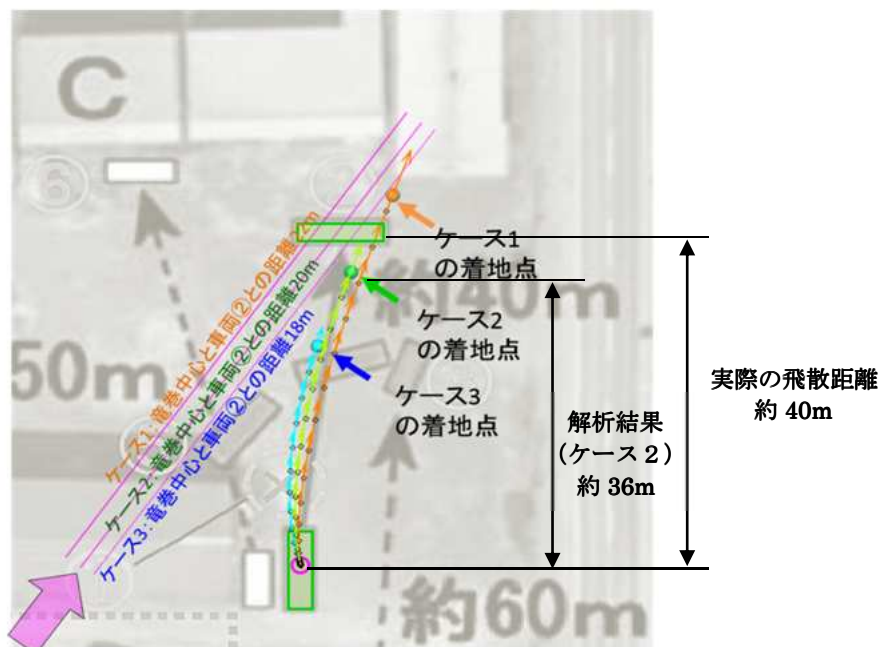 C
⑥
ケース1
の着地点
約40m
ケース2
の着地点
ケース1:竜巻中心と車両②との距離22m
ケース2:竜巻中心と車両②との距離20m
ケース3:竜巻中心と車両②との距離18m
50m
ケース3
の着地点
実際の飛散距離
約 40m
解析結果
(ケース 2)
約 36m
約60m